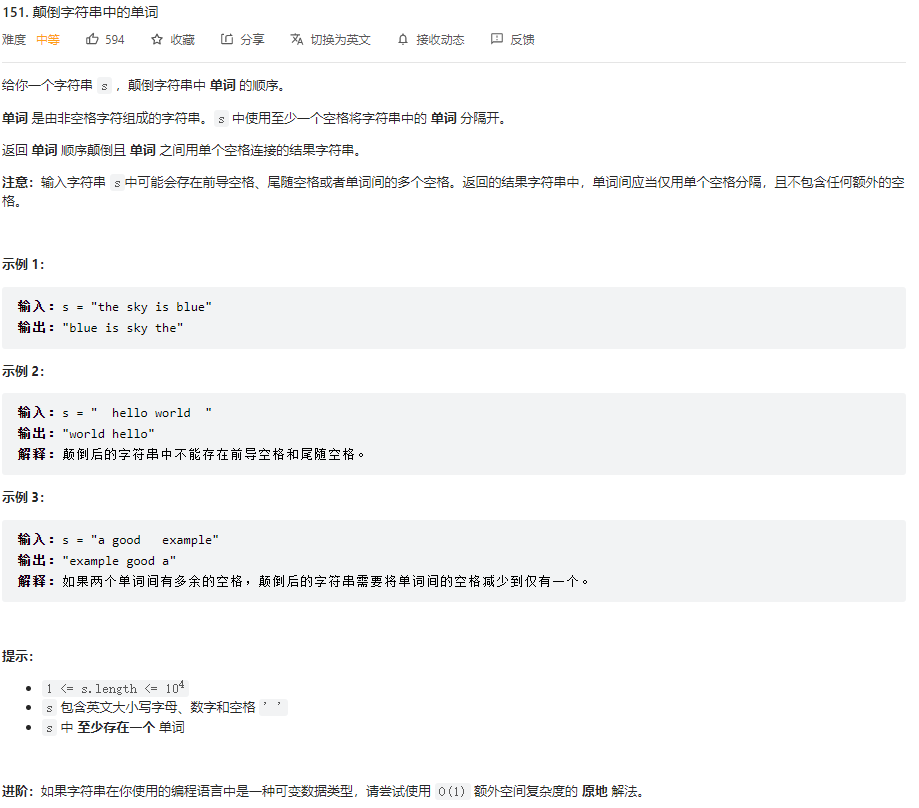 151. 颠倒字符串中的单词
难度 中等 594 收藏 分享 切换为英文 接收动态 反馈
给你一个字符串 s ，颠倒字符串中 单词 的顺序。
单词 是由非空格字符组成的字符串。s 中使用至少一个空格将字符串中的 单词 分隔开。
返回 单词 顺序颠倒且 单词 之间用单个空格连接的结果字符串。
注意：输入字符串 s中可能会存在前导空格、尾随空格或者单词间的多个空格。返回的结果字符串中，单词间应当仅用单个空格分隔，且不包含任何额外的空
格。
示例 1：
输入：s = "the sky is blue"
输出："blue is sky the"
示例 2：
输入：s = "  hello world  "
输出："world hello"
解释：颠倒后的字符串中不能存在前导空格和尾随空格。
示例 3：
输入：s = "a good   example"
输出："example good a"
解释：如果两个单词间有多余的空格，颠倒后的字符串需要将单词间的空格减少到仅有一个。
提示：
• 1 <= s.length <= 10⁴
• s 包含英文大小写字母、数字和空格 ' '
• s 中 至少存在一个 单词
进阶：如果字符串在你使用的编程语言中是一种可变数据类型，请尝试使用 O(1) 额外空间复杂度的 原地 解法。